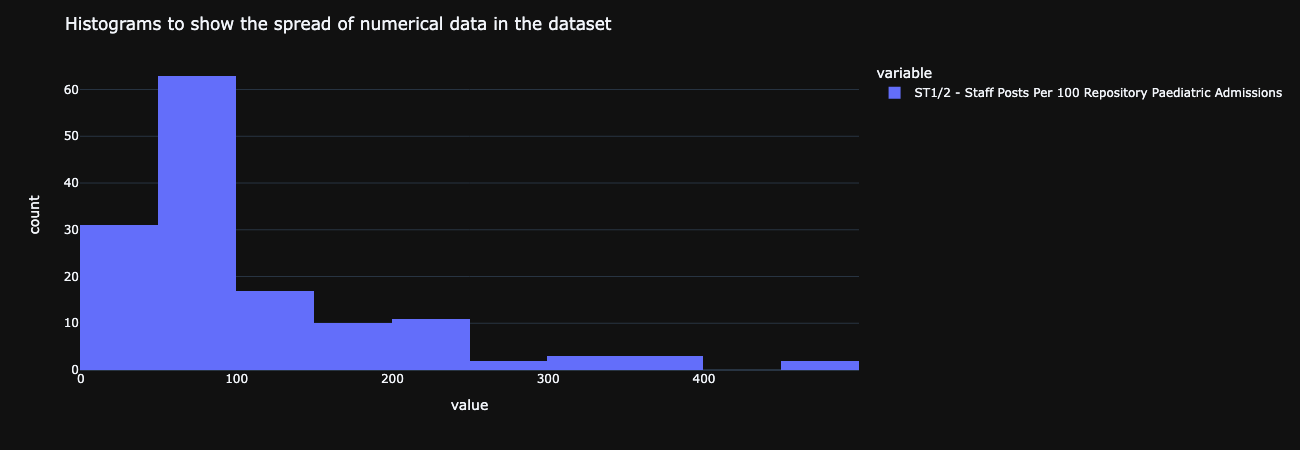 Histograms to show the spread of numerical data in the dataset
variable
ST1/2 - Staff Posts Per 100 Repository Paediatric Admissions
60
50
40
30
20
10
0
count
0 100 200 300 400
value